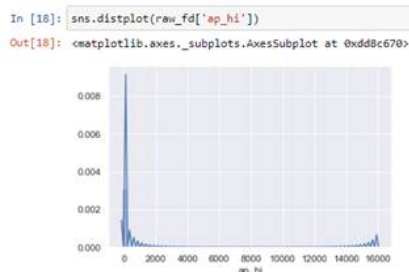 In [18]: sns.distplot(raw_fd['ap_hi'])
Out[18]: <matplotlib.axes._subplots.AxesSubplot at 0xdd8c670>
0.008
0.006
0.004
0.002
0.000
0 2000 4000 6000 8000 10000 12000 14000 16000
ap_hi